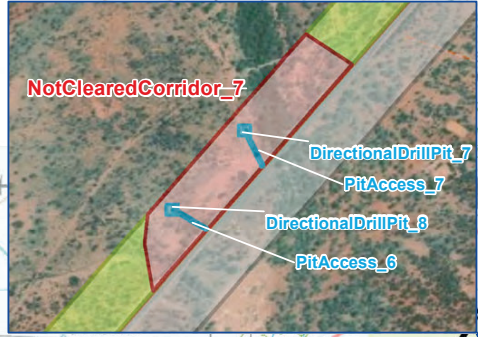 NotClearedCorridor_7
DirectionalDrillPit_7
PitAccess_7
DirectionalDrillPit_8
PitAccess_6